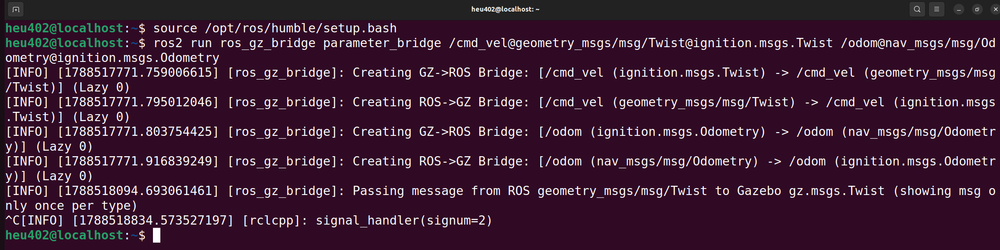 heu402@localhost: ~
heu402@localhost:~$ source /opt/ros/humble/setup.bash
heu402@localhost:~$ ros2 run ros_gz_bridge parameter_bridge /cmd_vel@geometry_msgs/msg/Twist@ignition.msgs.Twist /odom@nav_msgs/msg/Od
ometry@ignition.msgs.Odometry
[INFO] [1788517771.759006615] [ros_gz_bridge]: Creating GZ->ROS Bridge: [/cmd_vel (ignition.msgs.Twist) -> /cmd_vel (geometry_msgs/msg
/Twist)] (Lazy 0)
[INFO] [1788517771.795012046] [ros_gz_bridge]: Creating ROS->GZ Bridge: [/cmd_vel (geometry_msgs/msg/Twist) -> /cmd_vel (ignition.msgs
.Twist)] (Lazy 0)
[INFO] [1788517771.803754425] [ros_gz_bridge]: Creating GZ->ROS Bridge: [/odom (ignition.msgs.Odometry) -> /odom (nav_msgs/msg/Odometr
y)] (Lazy 0)
[INFO] [1788517771.916839249] [ros_gz_bridge]: Creating ROS->GZ Bridge: [/odom (nav_msgs/msg/Odometry) -> /odom (ignition.msgs.Odometr
y)] (Lazy 0)
[INFO] [1788518094.693061461] [ros_gz_bridge]: Passing message from ROS geometry_msgs/msg/Twist to Gazebo gz.msgs.Twist (showing msg o
nly once per type)
^C[INFO] [1788518834.573527197] [rclcpp]: signal_handler(signum=2)
heu402@localhost:~$